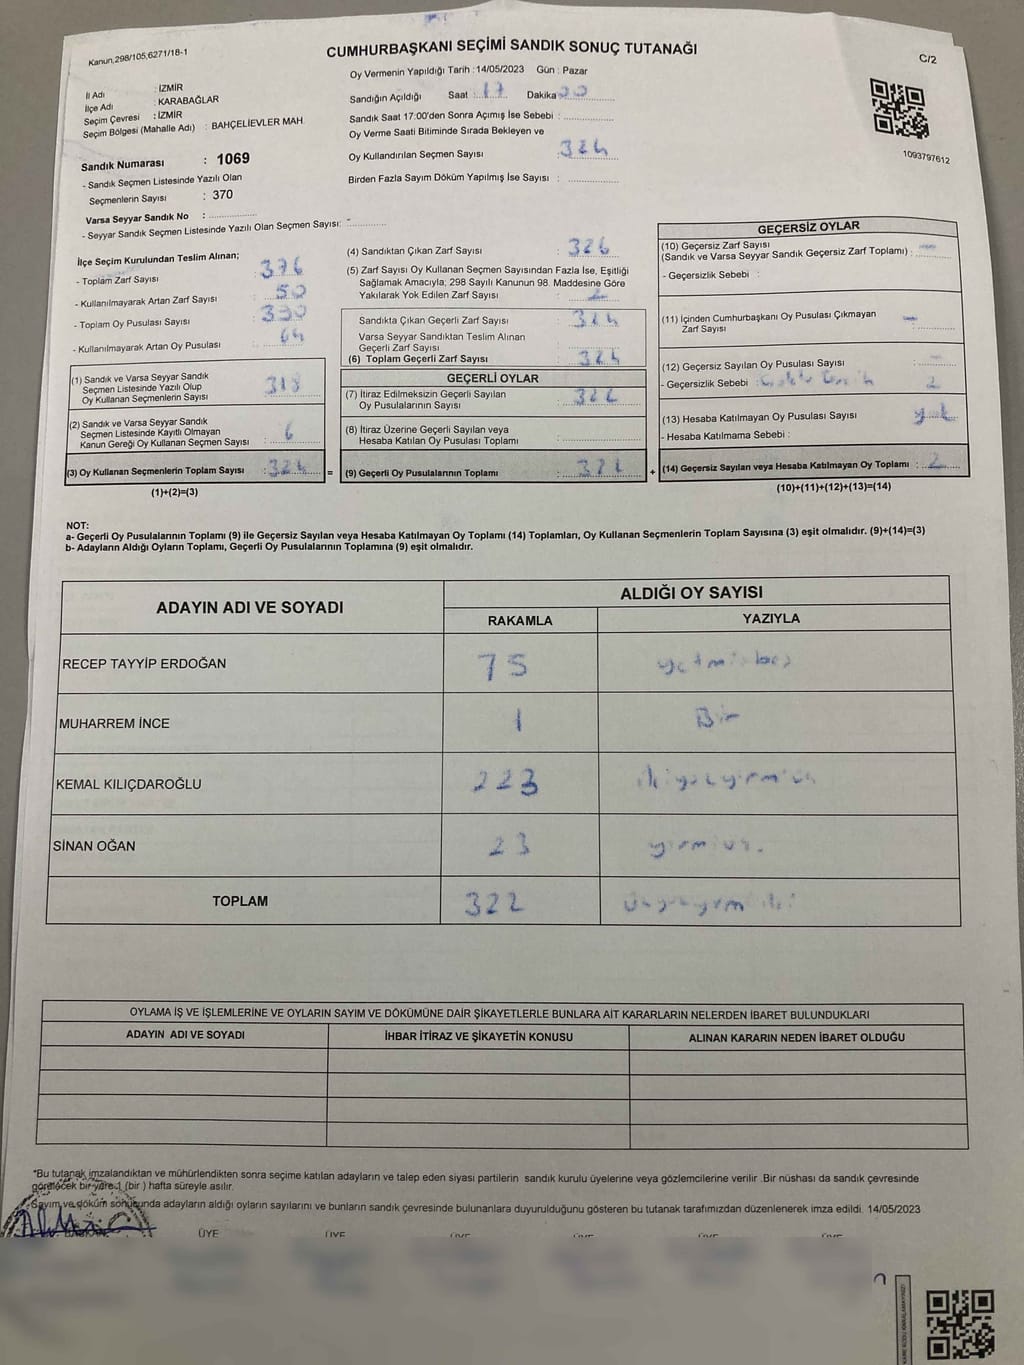 Kanun,298/105,6271/18-1
CUMHURBAŞKANI SEÇİMİ SANDIK SONUÇ TUTANAĞI
C/2
Oy Vermenin Yapıldığı Tarih :14/05/2023 Gün : Pazar
İl Adı : İZMİR
İlçe Adı : KARABAĞLAR
Seçim Çevresi : İZMİR
Seçim Bölgesi (Mahalle Adı) : BAHÇELİEVLER MAH.
Sandık Numarası : 1069
- Sandık Seçmen Listesinde Yazılı Olan
Seçmenlerin Sayısı : 370
Varsa Seyyar Sandık No :
- Seyyar Sandık Seçmen Listesinde Yazılı Olan Seçmen Sayısı: -
Sandığın Açıldığı Saat : 17 Dakika 00
Sandık Saat 17:00'den Sonra Açımış İse Sebebi :
Oy Verme Saati Bitiminde Sırada Bekleyen ve
Oy Kullandırılan Seçmen Sayısı : 324
Birden Fazla Sayım Döküm Yapılmış İse Sayısı :
1093797612
İlçe Seçim Kurulundan Teslim Alınan;
- Toplam Zarf Sayısı : 376
- Kullanılmayarak Artan Zarf Sayısı : 50
- Toplam Oy Pusulası Sayısı :
- Kullanılmayarak Artan Oy Pusulası : 64
(1) Sandık ve Varsa Seyyar Sandık
Seçmen Listesinde Yazılı Olup
Oy Kullanan Seçmenlerin Sayısı : 318
(2) Sandık ve Varsa Seyyar Sandık
Seçmen Listesinde Kayıtlı Olmayan
Kanun Gereği Oy Kullanan Seçmen Sayısı : 6
(3) Oy Kullanan Seçmenlerin Toplam Sayısı : 324 =
(1)+(2)=(3)
(4) Sandıktan Çıkan Zarf Sayısı : 326
(5) Zarf Sayısı Oy Kullanan Seçmen Sayısından Fazla İse, Eşitliği
Sağlamak Amacıyla; 298 Sayılı Kanunun 98. Maddesine Göre
Yakılarak Yok Edilen Zarf Sayısı : 2
Sandıkta Çıkan Geçerli Zarf Sayısı : 324
Varsa Seyyar Sandıktan Teslim Alınan
Geçerli Zarf Sayısı :
(6) Toplam Geçerli Zarf Sayısı : 324
GEÇERLİ OYLAR
(7) İtiraz Edilmeksizin Geçerli Sayılan
Oy Pusulalarının Sayısı : 322
(8) İtiraz Üzerine Geçerli Sayılan veya
Hesaba Katılan Oy Pusulası Toplamı :
(9) Geçerli Oy Pusulalarının Toplamı : 322 +
GEÇERSİZ OYLAR
(10) Geçersiz Zarf Sayısı
(Sandık ve Varsa Seyyar Sandık Geçersiz Zarf Toplamı) : -
- Geçersizlik Sebebi :
(11) İçinden Cumhurbaşkanı Oy Pusulası Çıkmayan
Zarf Sayısı : -
(12) Geçersiz Sayılan Oy Pusulası Sayısı : -
- Geçersizlik Sebebi : 2
(13) Hesaba Katılmayan Oy Pusulası Sayısı : yok
- Hesaba Katılmama Sebebi :
(14) Geçersiz Sayılan veya Hesaba Katılmayan Oy Toplamı : 2
(10)+(11)+(12)+(13)=(14)
NOT:
a- Geçerli Oy Pusulalarının Toplamı (9) ile Geçersiz Sayılan veya Hesaba Katılmayan Oy Toplamı (14) Toplamları, Oy Kullanan Seçmenlerin Toplam Sayısına (3) eşit olmalıdır. (9)+(14)=(3)
b- Adayların Aldığı Oyların Toplamı, Geçerli Oy Pusulalarının Toplamına (9) eşit olmalıdır.
ADAYIN ADI VE SOYADI
ALDIĞI OY SAYISI
RAKAMLA YAZIYLA
RECEP TAYYİP ERDOĞAN 75 yetmişbeş
MUHARREM İNCE 1 Bir
KEMAL KILIÇDAROĞLU 223 ikiyüzyirmiüç
SİNAN OĞAN 23 yirmiüç
TOPLAM 322 üçyüzyirmiiki
OYLAMA İŞ VE İŞLEMLERİNE VE OYLARIN SAYIM VE DÖKÜMÜNE DAİR ŞİKAYETLERLE BUNLARA AİT KARARLARIN NELERDEN İBARET BULUNDUKLARI
ADAYIN ADI VE SOYADI İHBAR İTİRAZ VE ŞİKAYETİN KONUSU ALINAN KARARIN NEDEN İBARET OLDUĞU
*Bu tutanak imzalandıktan ve mühürlendikten sonra seçime katılan adayların ve talep eden siyasi partilerin sandık kurulu üyelerine veya gözlemcilerine verilir .Bir nüshası da sandık çevresinde
görülecek bir yere 1 (bir ) hafta süreyle asılır.
-Sayım ve döküm sonucunda adayların aldığı oyların sayılarını ve bunların sandık çevresinde bulunanlara duyurulduğunu gösteren bu tutanak tarafımızdan düzenlenerek imza edildi. 14/05/2023
BAŞKAN ÜYE ÜYE ÜYE ÜYE ÜYE ÜYE